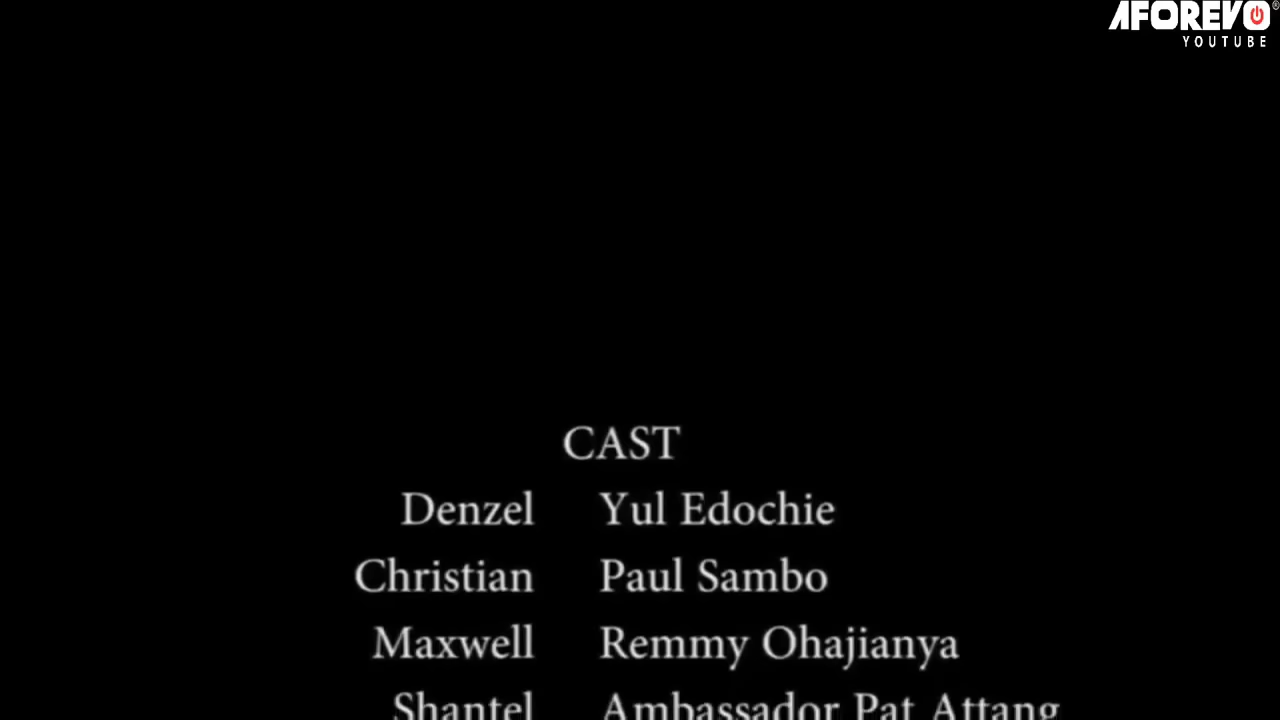 AFOREVO®
YOUTUBE
CAST
Denzel Yul Edochie
Christian Paul Sambo
Maxwell Remmy Ohajianya
Shantel Ambassador Pat Attang